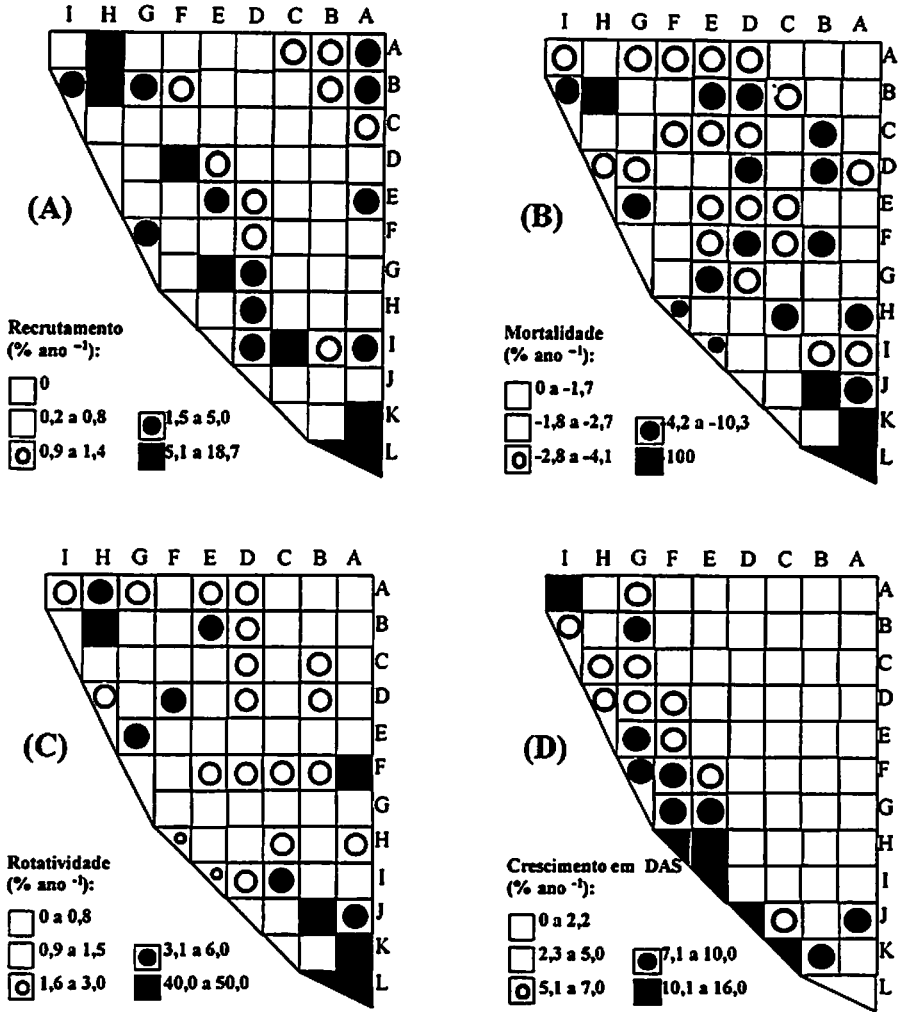 I H G F E D C B A
A
B
C
D
E
F
G
H
I
J
K
L
(A)
Recrutamento
(% ano ⁻¹):
0
0,2 a 0,8
0,9 a 1,4
1,5 a 5,0
5,1 a 18,7
I H G F E D C B A
A
B
C
D
E
F
G
H
I
J
K
L
(B)
Mortalidade
(% ano ⁻¹):
0 a -1,7
-1,8 a -2,7
-2,8 a -4,1
-4,2 a -10,3
100
I H G F E D C B A
A
B
C
D
E
F
G
H
I
J
K
L
(C)
Rotatividade
(% ano ⁻¹):
0 a 0,8
0,9 a 1,5
1,6 a 3,0
3,1 a 6,0
40,0 a 50,0
I H G F E D C B A
A
B
C
D
E
F
G
H
I
J
K
L
(D)
Crescimento em DAS
(% ano ⁻¹):
0 a 2,2
2,3 a 5,0
5,1 a 7,0
7,1 a 10,0
10,1 a 16,0